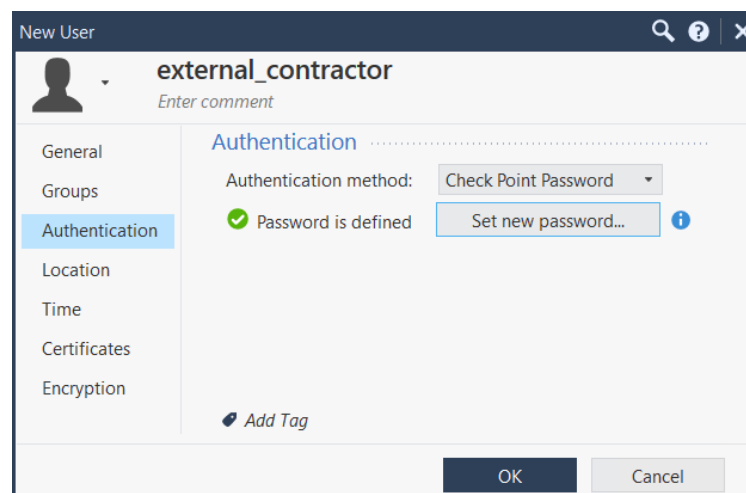 New User
external_contractor
Enter comment
General
Groups
Authentication
Location
Time
Certificates
Encryption
Authentication
Authentication method: Check Point Password
Password is defined Set new password...
Add Tag
OK Cancel